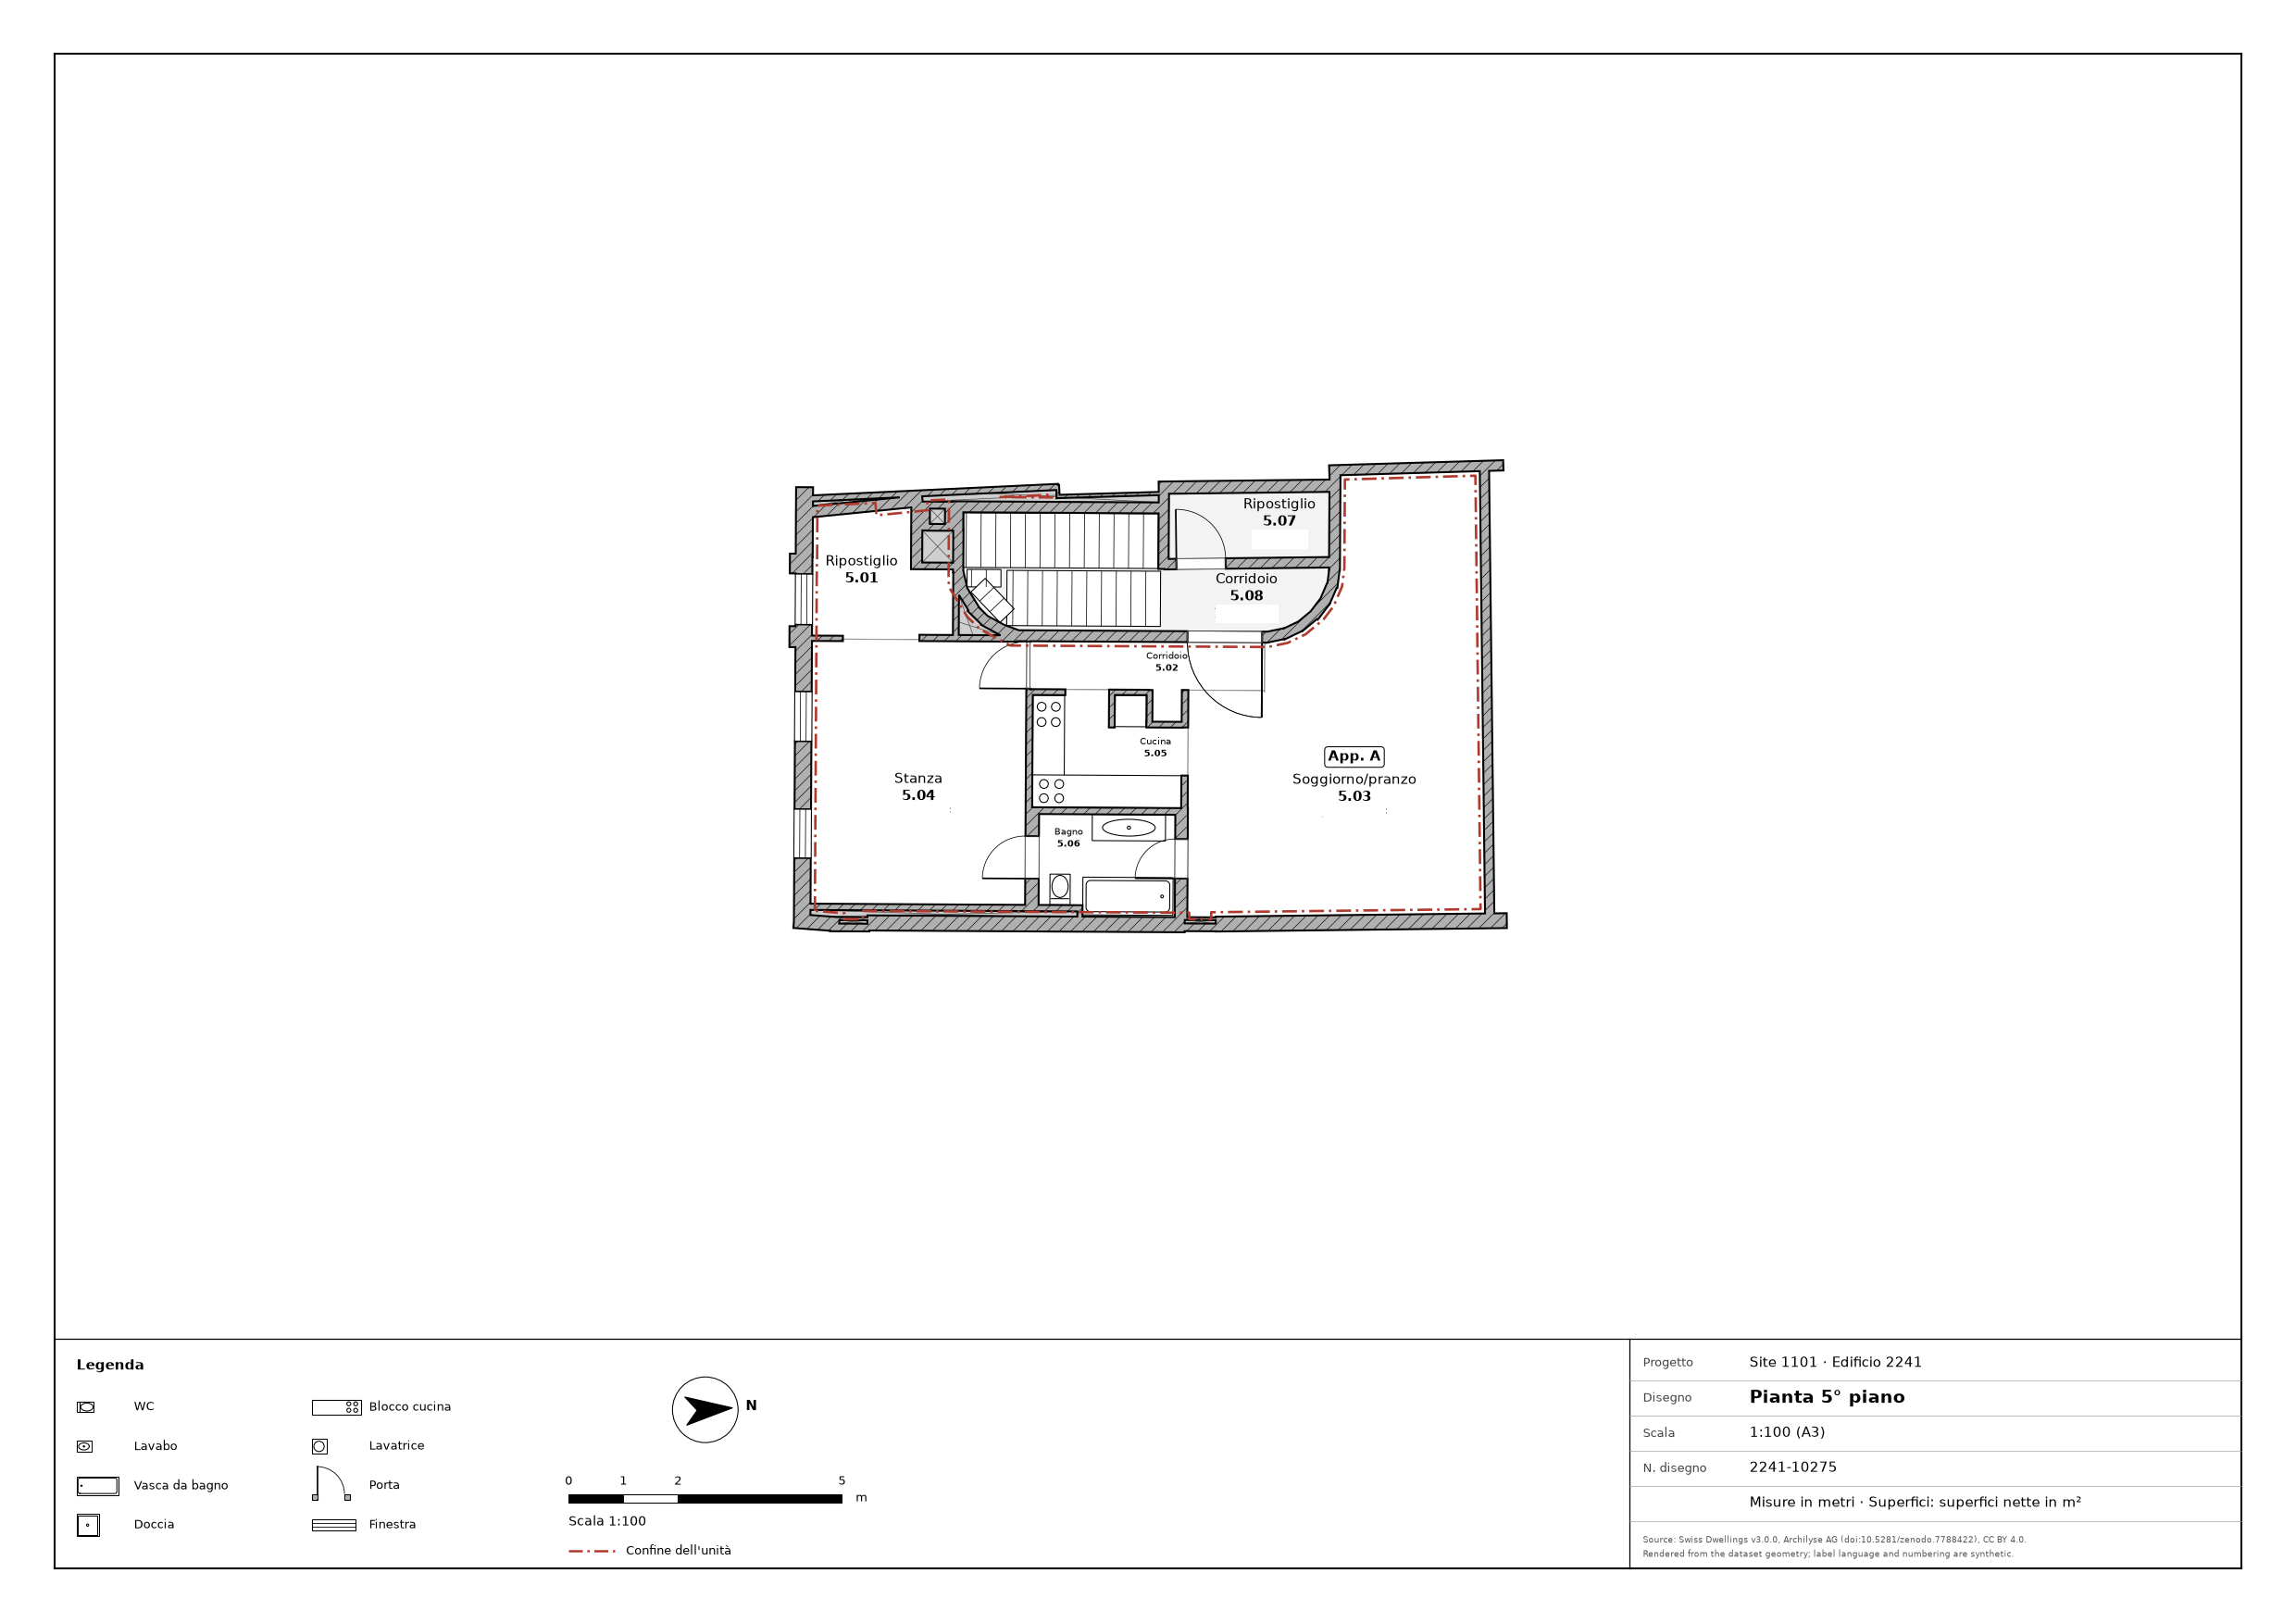 Ripostiglio
5.07
Ripostiglio
5.01
Corridoio
5.08
Corridoio
5.02
Cucina
5.05
App. A
Soggiorno/pranzo
5.03
Stanza
5.04
Bagno
5.06
Legenda
WC
Lavabo
Vasca da bagno
Doccia
Blocco cucina
Lavatrice
Porta
Finestra
N
0 1 2 5
m
Scala 1:100
Confine dell'unità
Progetto Site 1101 · Edificio 2241
Disegno Pianta 5° piano
Scala 1:100 (A3)
N. disegno 2241-10275
Misure in metri · Superfici: superfici nette in m²
Source: Swiss Dwellings v3.0.0, Archilyse AG (doi:10.5281/zenodo.7788422), CC BY 4.0.
Rendered from the dataset geometry; label language and numbering are synthetic.